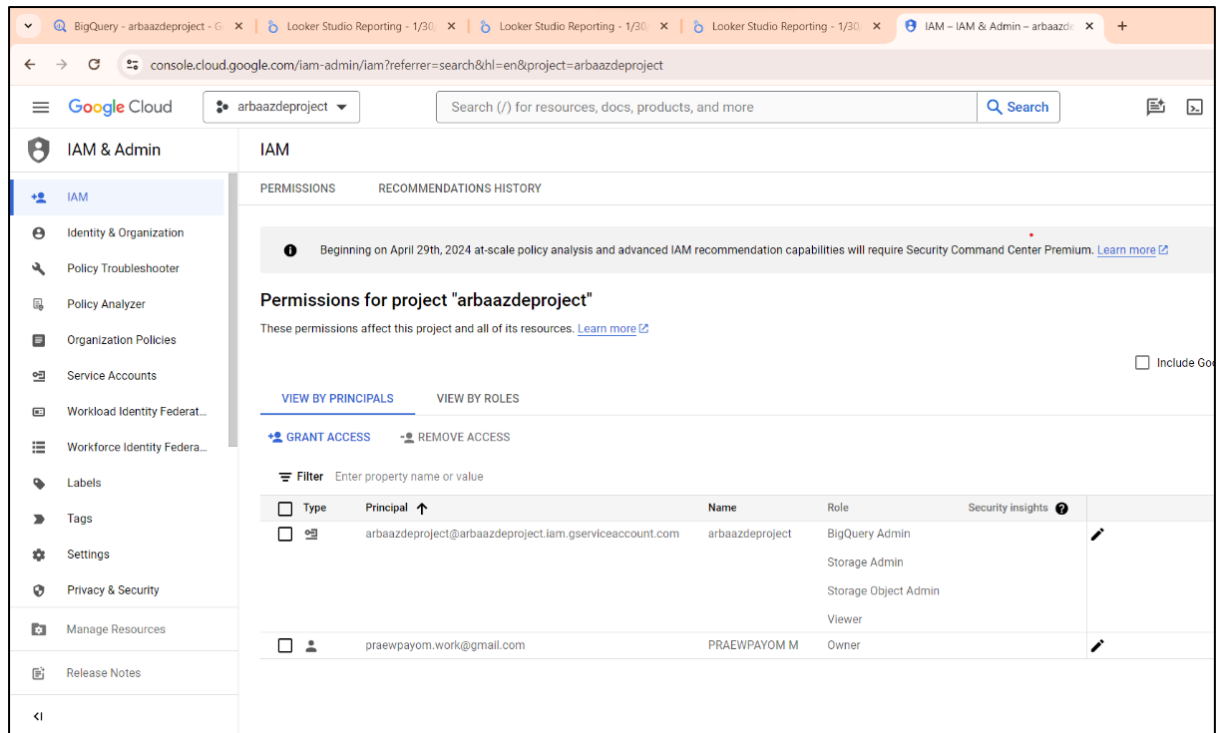 BigQuery - arbaazdeproject - G
Looker Studio Reporting - 1/30/
Looker Studio Reporting - 1/30/
Looker Studio Reporting - 1/30/
IAM – IAM & Admin – arbaazde
console.cloud.google.com/iam-admin/iam?referrer=search&hl=en&project=arbaazdeproject
Google Cloud
arbaazdeproject
Search (/) for resources, docs, products, and more
Search
IAM & Admin
IAM
Identity & Organization
Policy Troubleshooter
Policy Analyzer
Organization Policies
Service Accounts
Workload Identity Federat...
Workforce Identity Federa...
Labels
Tags
Settings
Privacy & Security
Manage Resources
Release Notes
IAM
PERMISSIONS RECOMMENDATIONS HISTORY
Beginning on April 29th, 2024 at-scale policy analysis and advanced IAM recommendation capabilities will require Security Command Center Premium. Learn more
Permissions for project "arbaazdeproject"
These permissions affect this project and all of its resources. Learn more
Include Goo
VIEW BY PRINCIPALS VIEW BY ROLES
GRANT ACCESS REMOVE ACCESS
Filter Enter property name or value
Type Principal Name Role Security insights
arbaazdeproject@arbaazdeproject.iam.gserviceaccount.com arbaazdeproject BigQuery Admin
Storage Admin
Storage Object Admin
Viewer
praewpayom.work@gmail.com PRAEWPAYOM M Owner